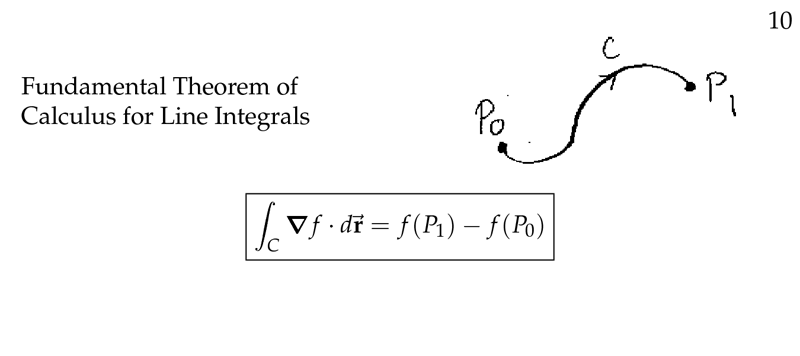 10
Fundamental Theorem of
Calculus for Line Integrals
C
P₀
P₁
∫_C ∇f · dr⃗ = f(P₁) − f(P₀)